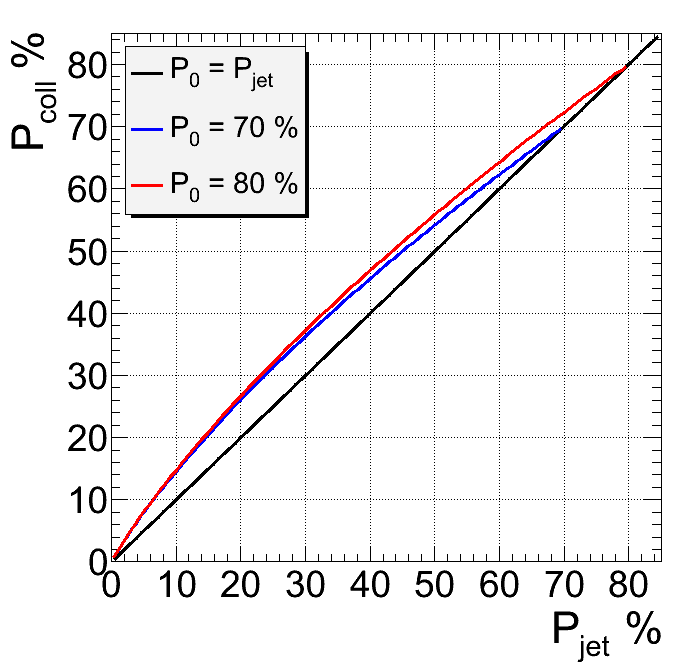 P_coll %
80
70
60
50
40
30
20
10
0
P_0 = P_jet
P_0 = 70 %
P_0 = 80 %
0 10 20 30 40 50 60 70 80
P_jet %